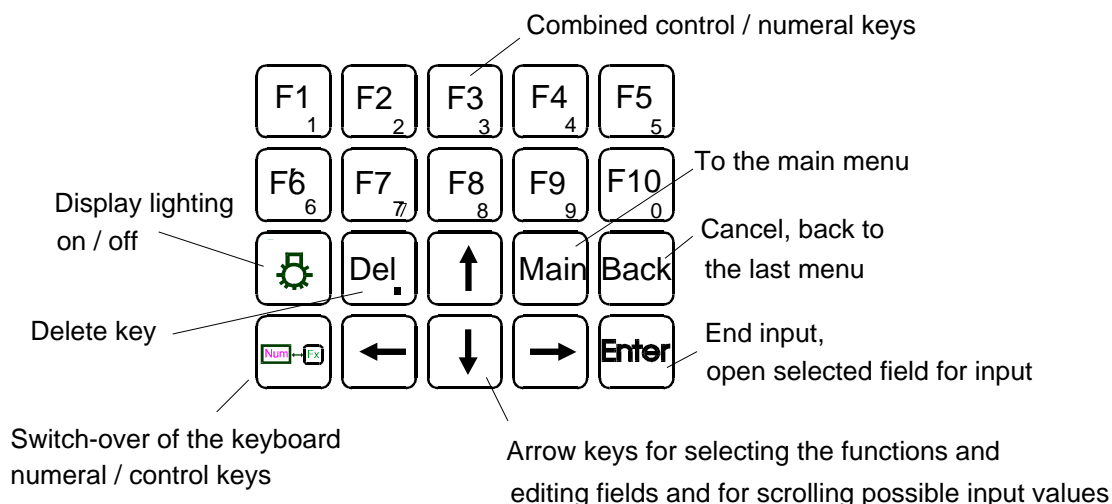 Combined control / numeral keys
F1 1 F2 2 F3 3 F4 4 F5 5
To the main menu
F6 6 F7 7 F8 8 F9 9 F10 0
Display lighting
on / off
Cancel, back to
the last menu
Del . Main Back
Delete key
End input,
open selected field for input
Num Fx Enter
Switch-over of the keyboard
numeral / control keys
Arrow keys for selecting the functions and
editing fields and for scrolling possible input values